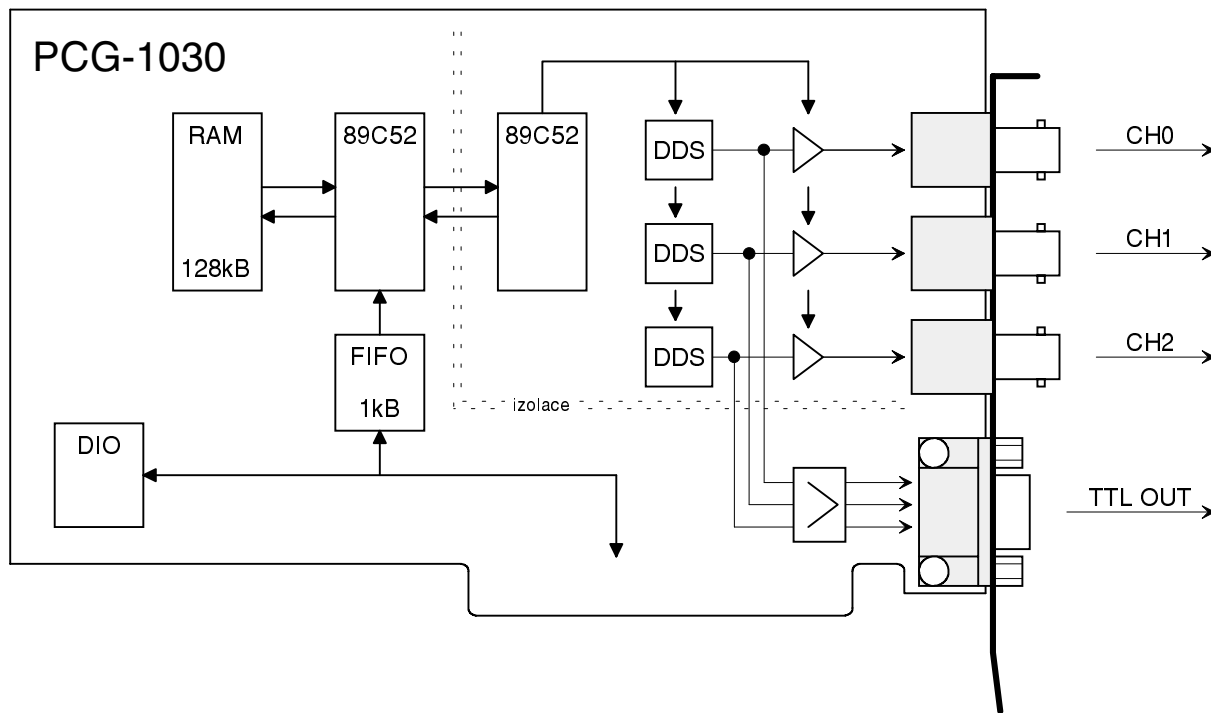 PCG-1030
RAM
128kB
89C52
89C52
DDS
CH0
DDS
CH1
DDS
CH2
FIFO
1kB
izolace
DIO
TTL OUT